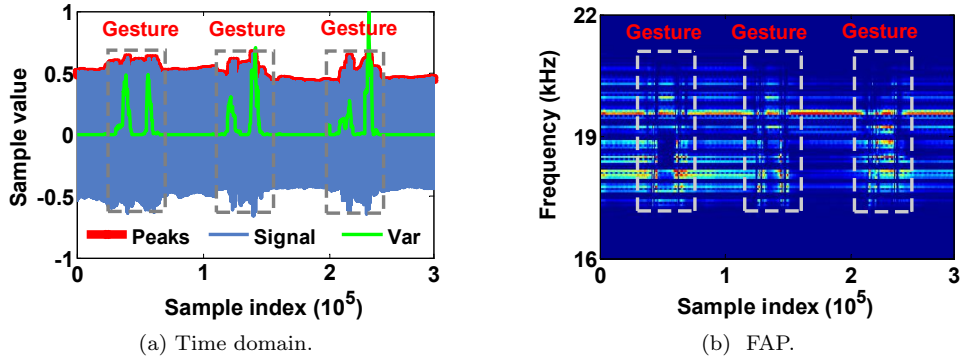 Gesture Gesture Gesture
1
0.5
0
-0.5
-1
Sample value
Peaks Signal Var
0 1 2 3
Sample index (10^5)
(a) Time domain.
Gesture Gesture Gesture
22
19
16
Frequency (kHz)
0 1 2 3
Sample index (10^5)
(b) FAP.